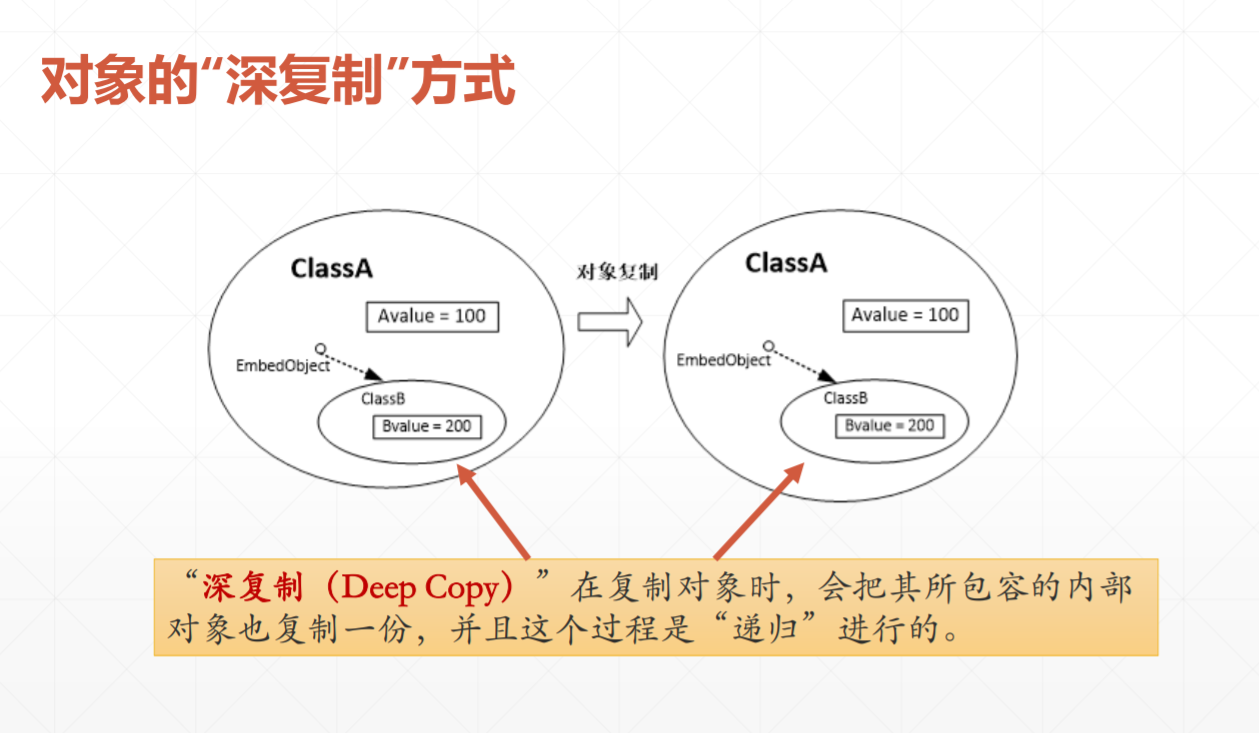 对象的“深复制”方式
ClassA
Avalue = 100
EmbedObject
ClassB
Bvalue = 200
对象复制
ClassA
Avalue = 100
EmbedObject
ClassB
Bvalue = 200
“深复制（Deep Copy）”在复制对象时，会把其所包容的内部
对象也复制一份，并且这个过程是“递归”进行的。